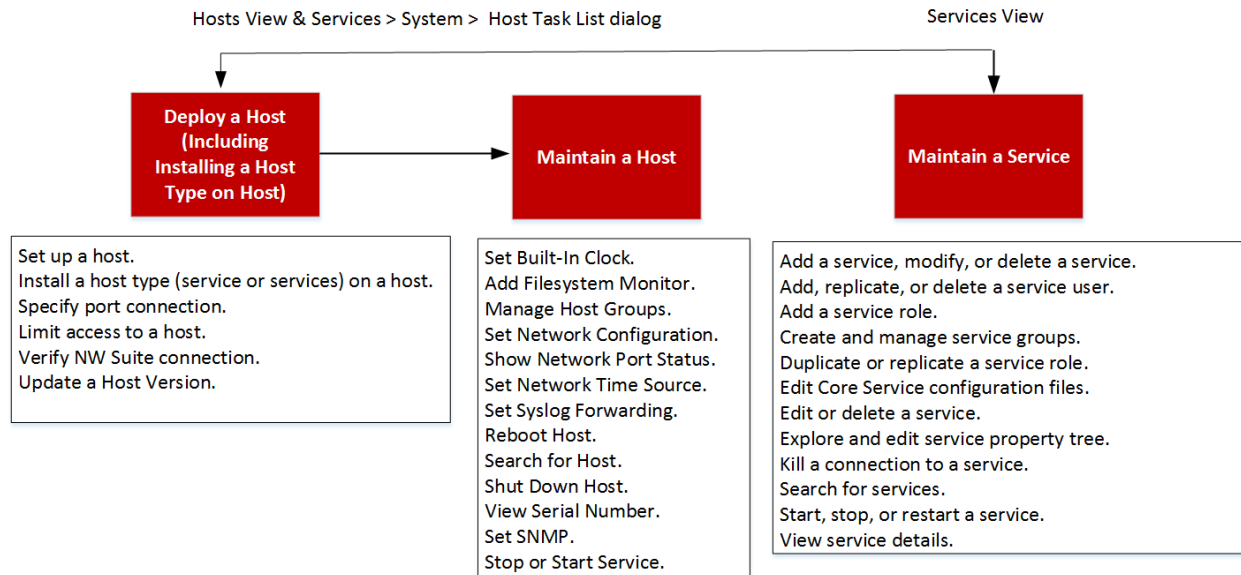 Hosts View & Services > System > Host Task List dialog
Services View
Deploy a Host
(Including
Installing a Host
Type on Host)
Maintain a Host
Maintain a Service
Set up a host.
Install a host type (service or services) on a host.
Specify port connection.
Limit access to a host.
Verify NW Suite connection.
Update a Host Version.
Set Built-In Clock.
Add Filesystem Monitor.
Manage Host Groups.
Set Network Configuration.
Show Network Port Status.
Set Network Time Source.
Set Syslog Forwarding.
Reboot Host.
Search for Host.
Shut Down Host.
View Serial Number.
Set SNMP.
Stop or Start Service.
Add a service, modify, or delete a service.
Add, replicate, or delete a service user.
Add a service role.
Create and manage service groups.
Duplicate or replicate a service role.
Edit Core Service configuration files.
Edit or delete a service.
Explore and edit service property tree.
Kill a connection to a service.
Search for services.
Start, stop, or restart a service.
View service details.